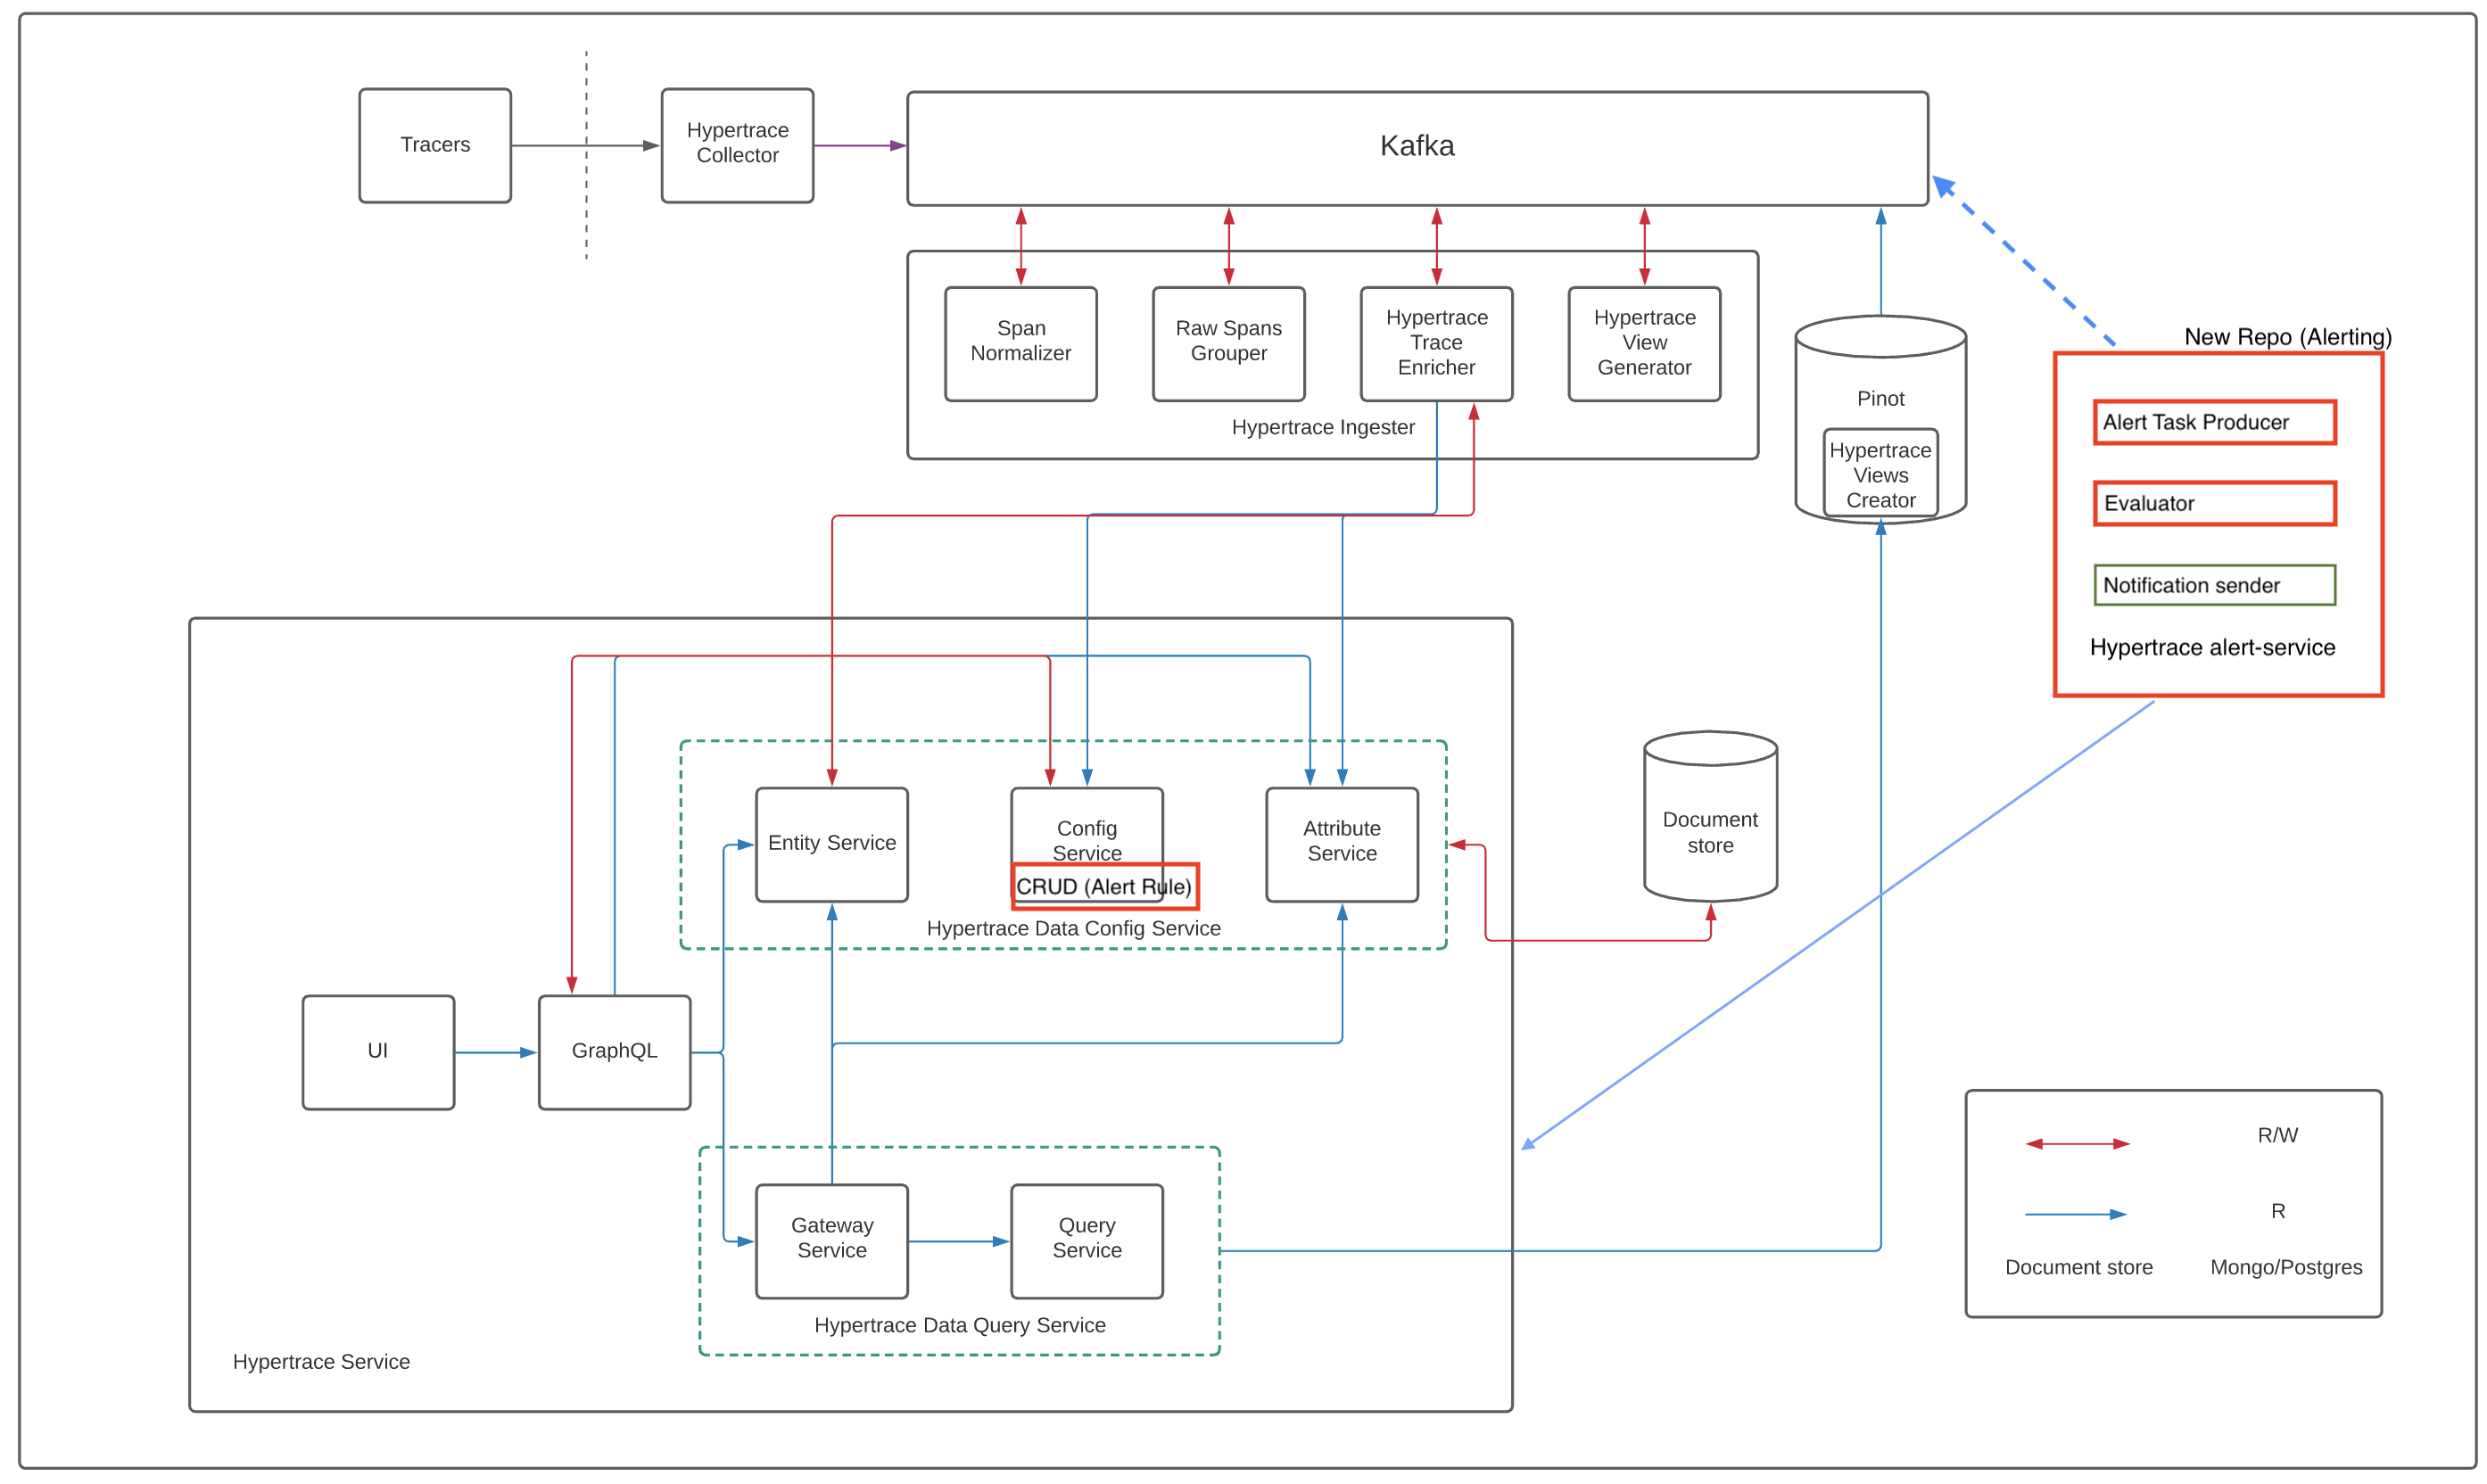 Tracers
Hypertrace
Collector
Kafka
Span
Normalizer
Raw Spans
Grouper
Hypertrace
Trace
Enricher
Hypertrace
View
Generator
Hypertrace Ingester
Pinot
Hypertrace
Views
Creator
New Repo (Alerting)
Alert Task Producer
Evaluator
Notification sender
Hypertrace alert-service
Entity Service
Config
Service
CRUD (Alert Rule)
Attribute
Service
Hypertrace Data Config Service
Document
store
UI
GraphQL
Gateway
Service
Query
Service
Hypertrace Data Query Service
Hypertrace Service
R/W
R
Document store
Mongo/Postgres